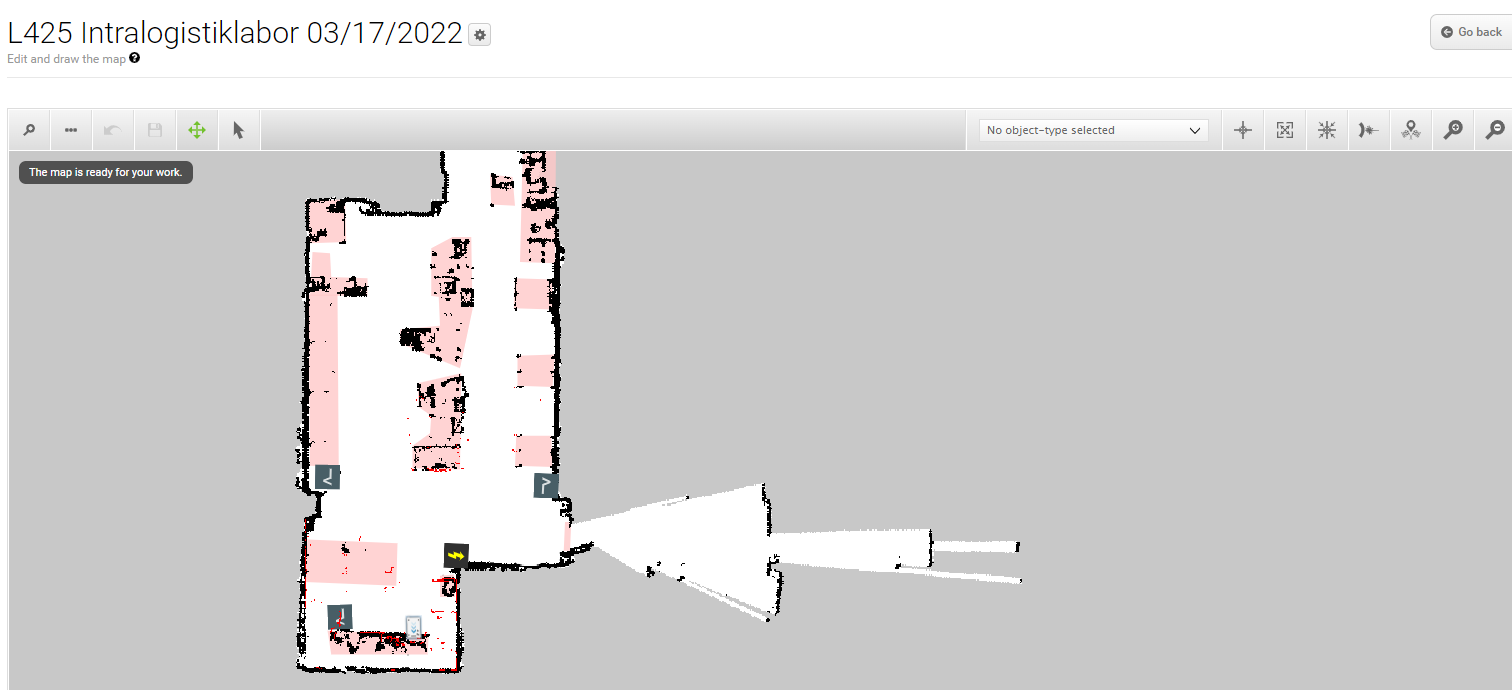 L425 Intralogistiklabor 03/17/2022
Go back
Edit and draw the map
No object-type selected
The map is ready for your work.